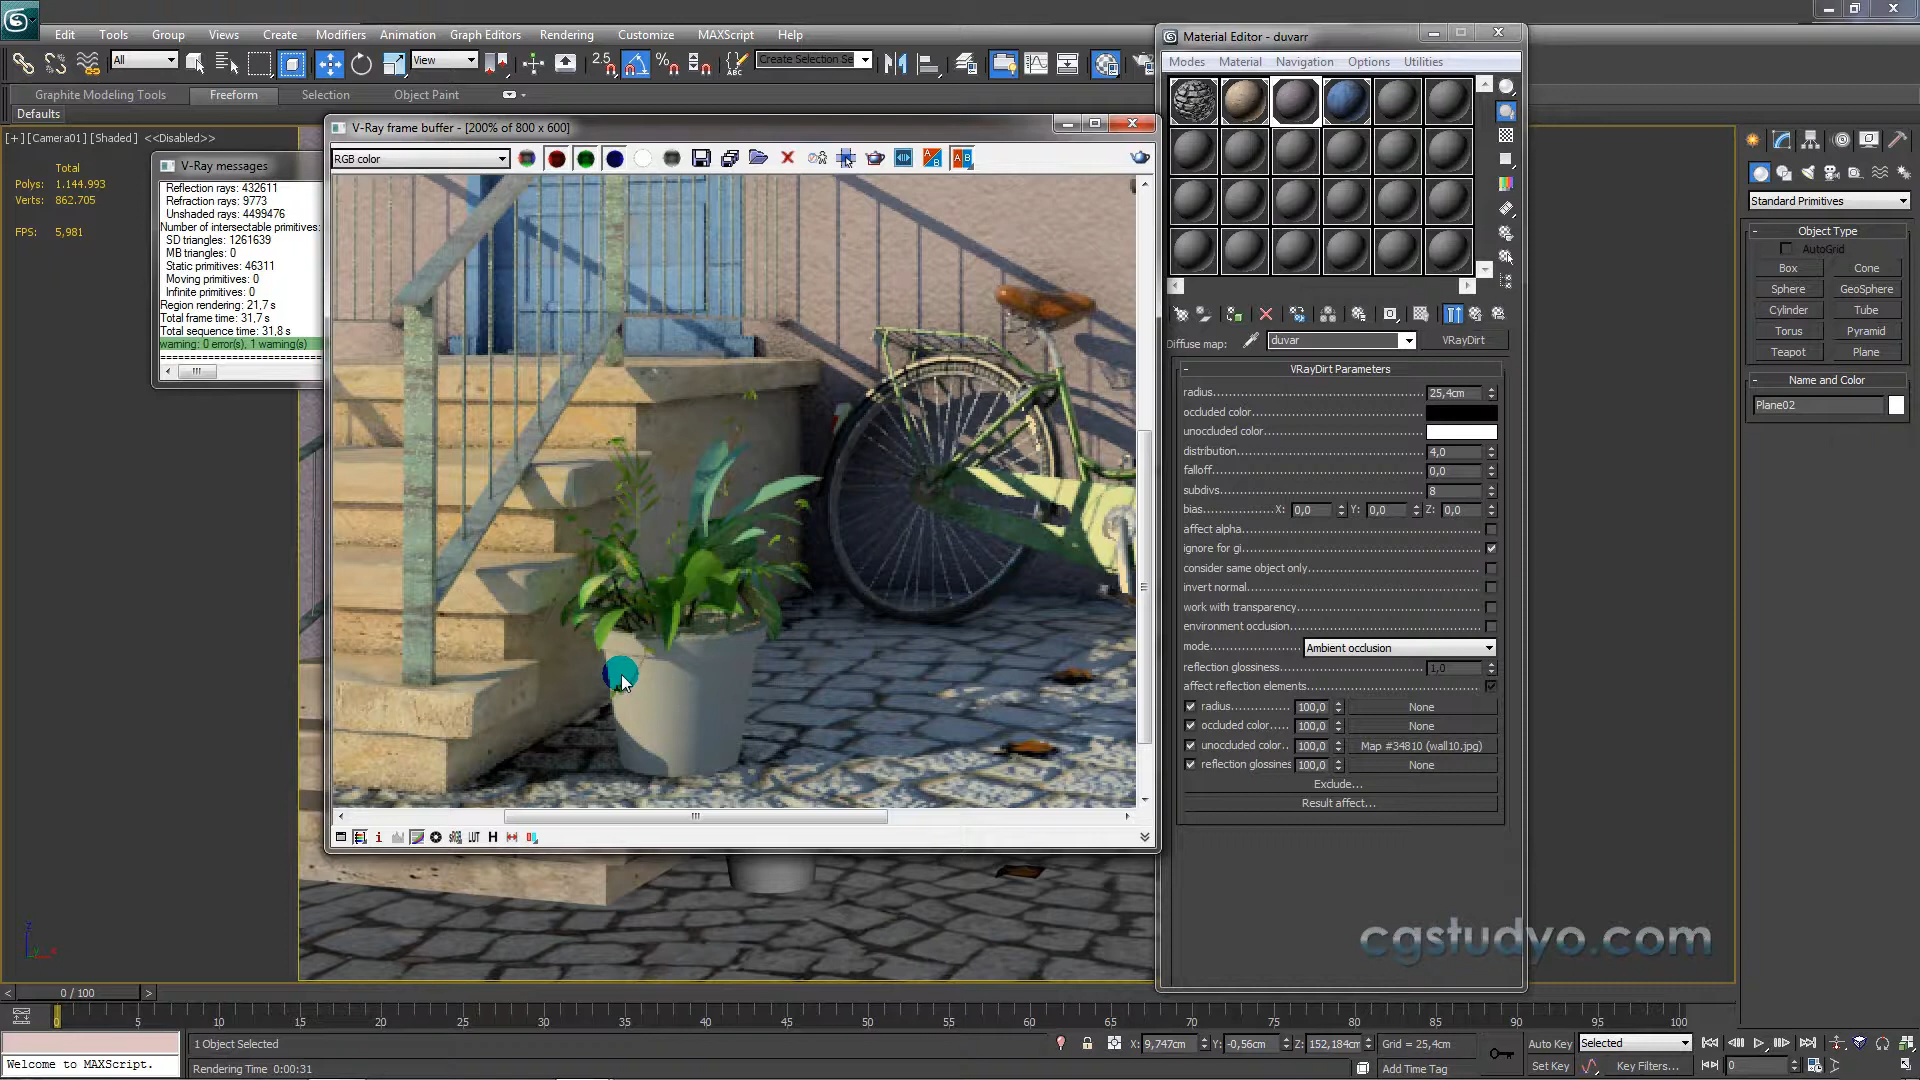 Edit Tools Group Views Create Modifiers Animation Graph Editors Rendering Customize MAXScript Help
All
View
2.5
Create Selection Se
Graphite Modeling Tools Freeform Selection Object Paint
Defaults
[+] [Camera01] [Shaded] <<Disabled>>
Total
Polys: 1.144.993
Verts: 862.705
FPS: 5,981
V-Ray messages
Reflection rays: 432611
Refraction rays: 9773
Unshaded rays: 4499476
Number of intersectable primitives:
SD triangles: 1261639
MB triangles: 0
Static primitives: 46311
Moving primitives: 0
Infinite primitives: 0
Region rendering: 21,7 s
Total frame time: 31,7 s
Total sequence time: 31,8 s
warning: 0 error(s), 1 warning(s)
V-Ray frame buffer - [200% of 800 x 600]
RGB color
sRGB LUT H
Material Editor - duvarr
Modes Material Navigation Options Utilities
Diffuse map: duvar VRayDirt
VRayDirt Parameters
radius 25,4cm
occluded color
unoccluded color
distribution 4,0
falloff 0,0
subdivs 8
bias X: 0,0 Y: 0,0 Z: 0,0
affect alpha
ignore for gi
consider same object only
invert normal
work with transparency
environment occlusion
mode Ambient occlusion
reflection glossiness 1,0
affect reflection elements
radius 100,0 None
occluded color 100,0 None
unoccluded color 100,0 Map #34810 (wall10.jpg)
reflection glossines 100,0 None
Exclude...
Result affect...
Standard Primitives
Object Type
AutoGrid
Box Cone
Sphere GeoSphere
Cylinder Tube
Torus Pyramid
Teapot Plane
Name and Color
Plane02
cgstudyo.com
0 / 100
0 5 10 15 20 25 30 35 40 45 50 55 60 65 70 75 80 85 90 95 100
1 Object Selected
X: 9,747cm Y: -0,56cm Z: 152,184cm Grid = 25,4cm
Auto Key Selected
Welcome to MAXScript.
Rendering Time 0:00:31
Add Time Tag
Set Key Key Filters...
0